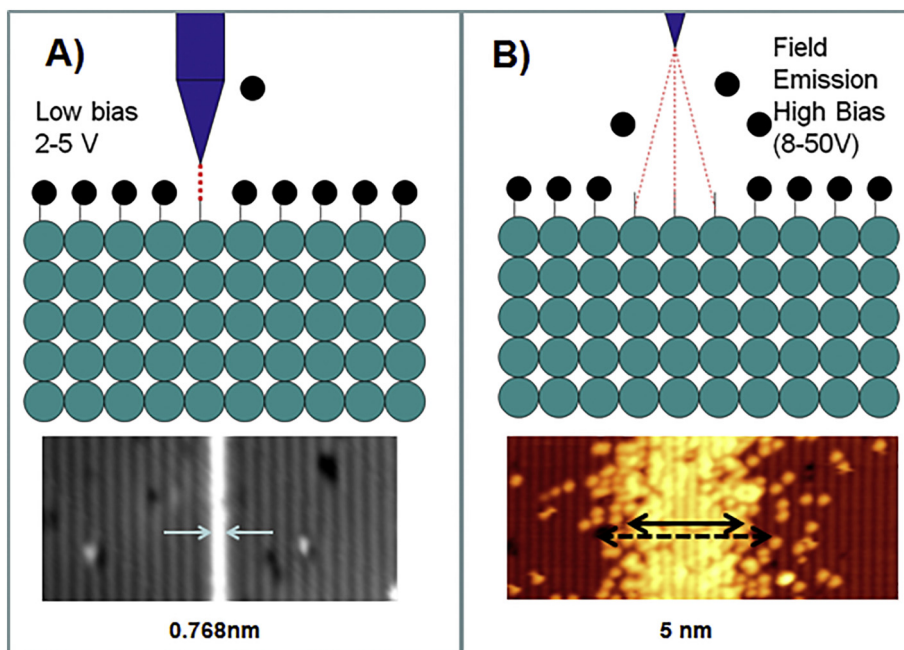 A)
Low bias
2-5 V
0.768nm
B)
Field
Emission
High Bias
(8-50V)
5 nm